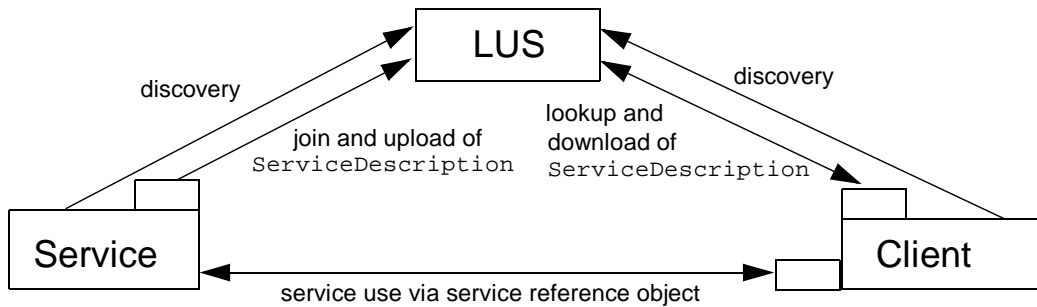 LUS
discovery
discovery
join and upload of
ServiceDescription
lookup and
download of
ServiceDescription
Service
Client
service use via service reference object